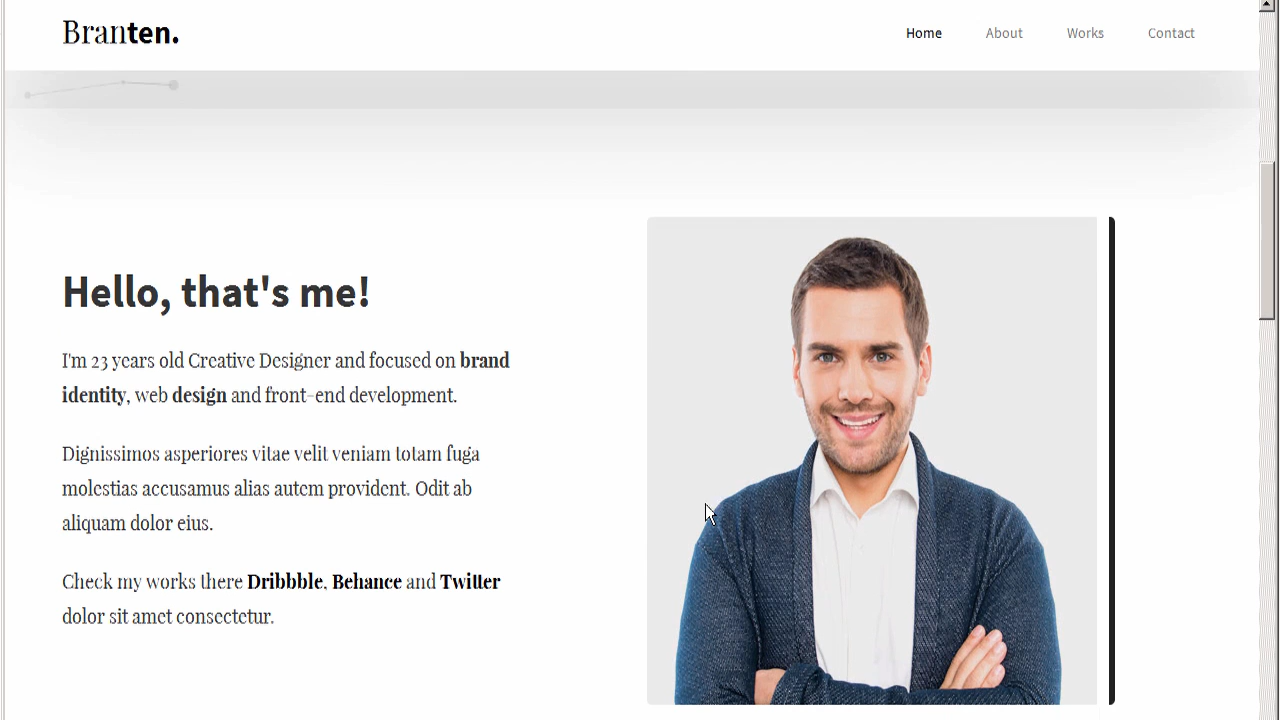 Branten.
Home About Works Contact
Hello, that's me!
I'm 23 years old Creative Designer and focused on brand
identity, web design and front-end development.
Dignissimos asperiores vitae velit veniam totam fuga
molestias accusamus alias autem provident. Odit ab
aliquam dolor eius.
Check my works there Dribbble, Behance and Twitter
dolor sit amet consectetur.